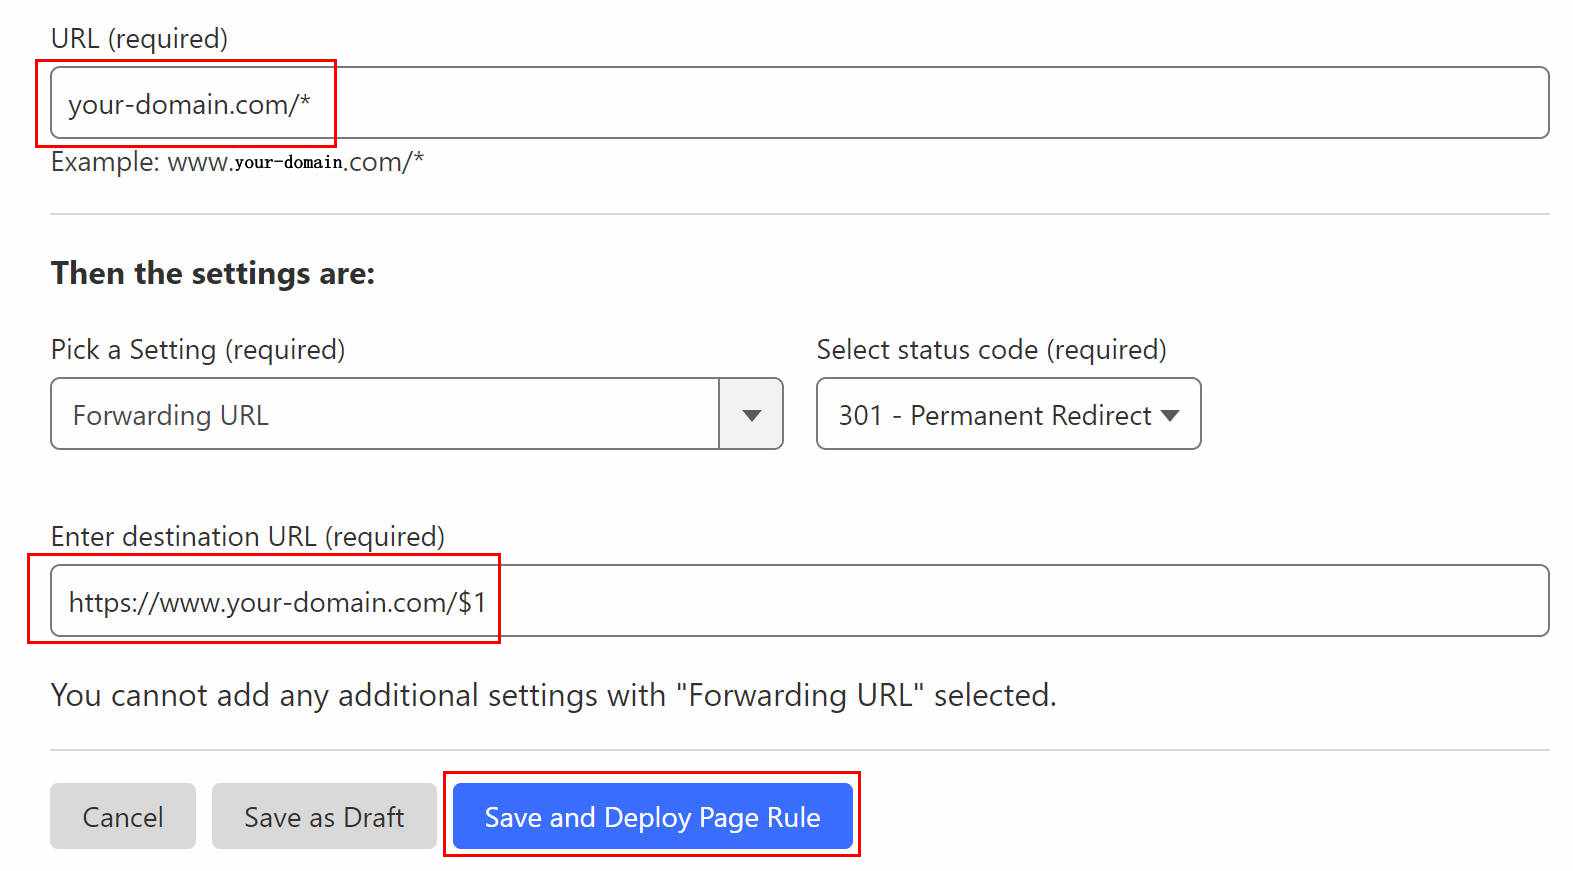 URL (required)
your-domain.com/*
Example: www.your-domain.com/*
Then the settings are:
Pick a Setting (required)
Select status code (required)
Forwarding URL
301 - Permanent Redirect
Enter destination URL (required)
https://www.your-domain.com/$1
You cannot add any additional settings with "Forwarding URL" selected.
Cancel
Save as Draft
Save and Deploy Page Rule